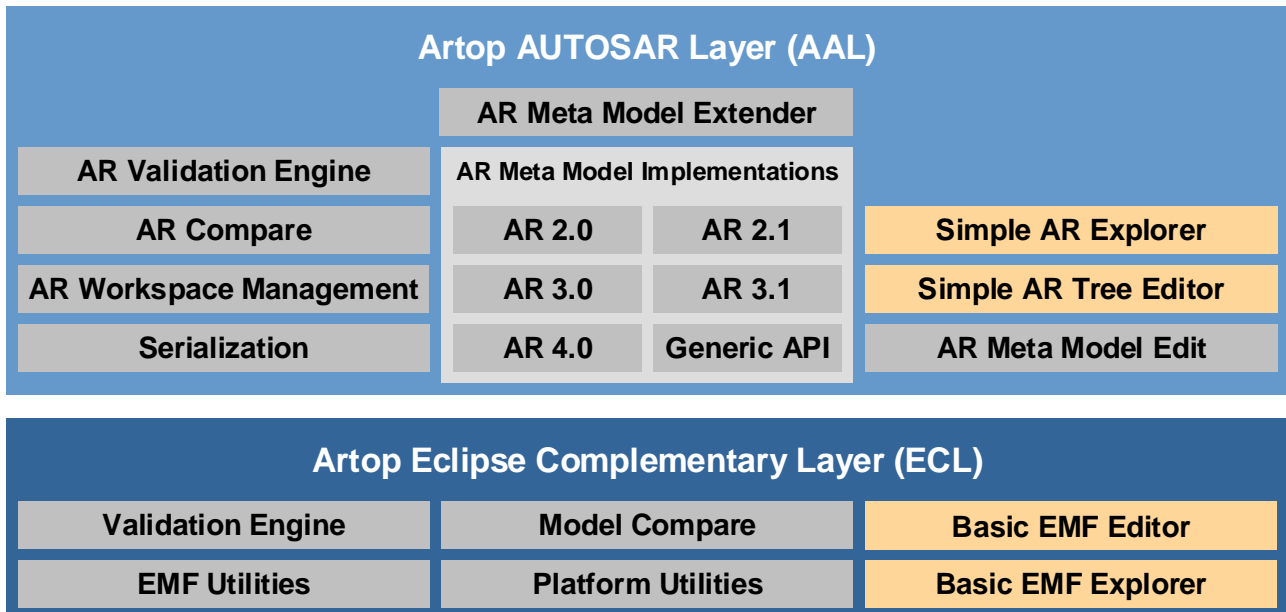 Artop AUTOSAR Layer (AAL)
AR Meta Model Extender
AR Validation Engine
AR Meta Model Implementations
AR Compare
AR 2.0
AR 2.1
Simple AR Explorer
AR Workspace Management
AR 3.0
AR 3.1
Simple AR Tree Editor
Serialization
AR 4.0
Generic API
AR Meta Model Edit
Artop Eclipse Complementary Layer (ECL)
Validation Engine
Model Compare
Basic EMF Editor
EMF Utilities
Platform Utilities
Basic EMF Explorer